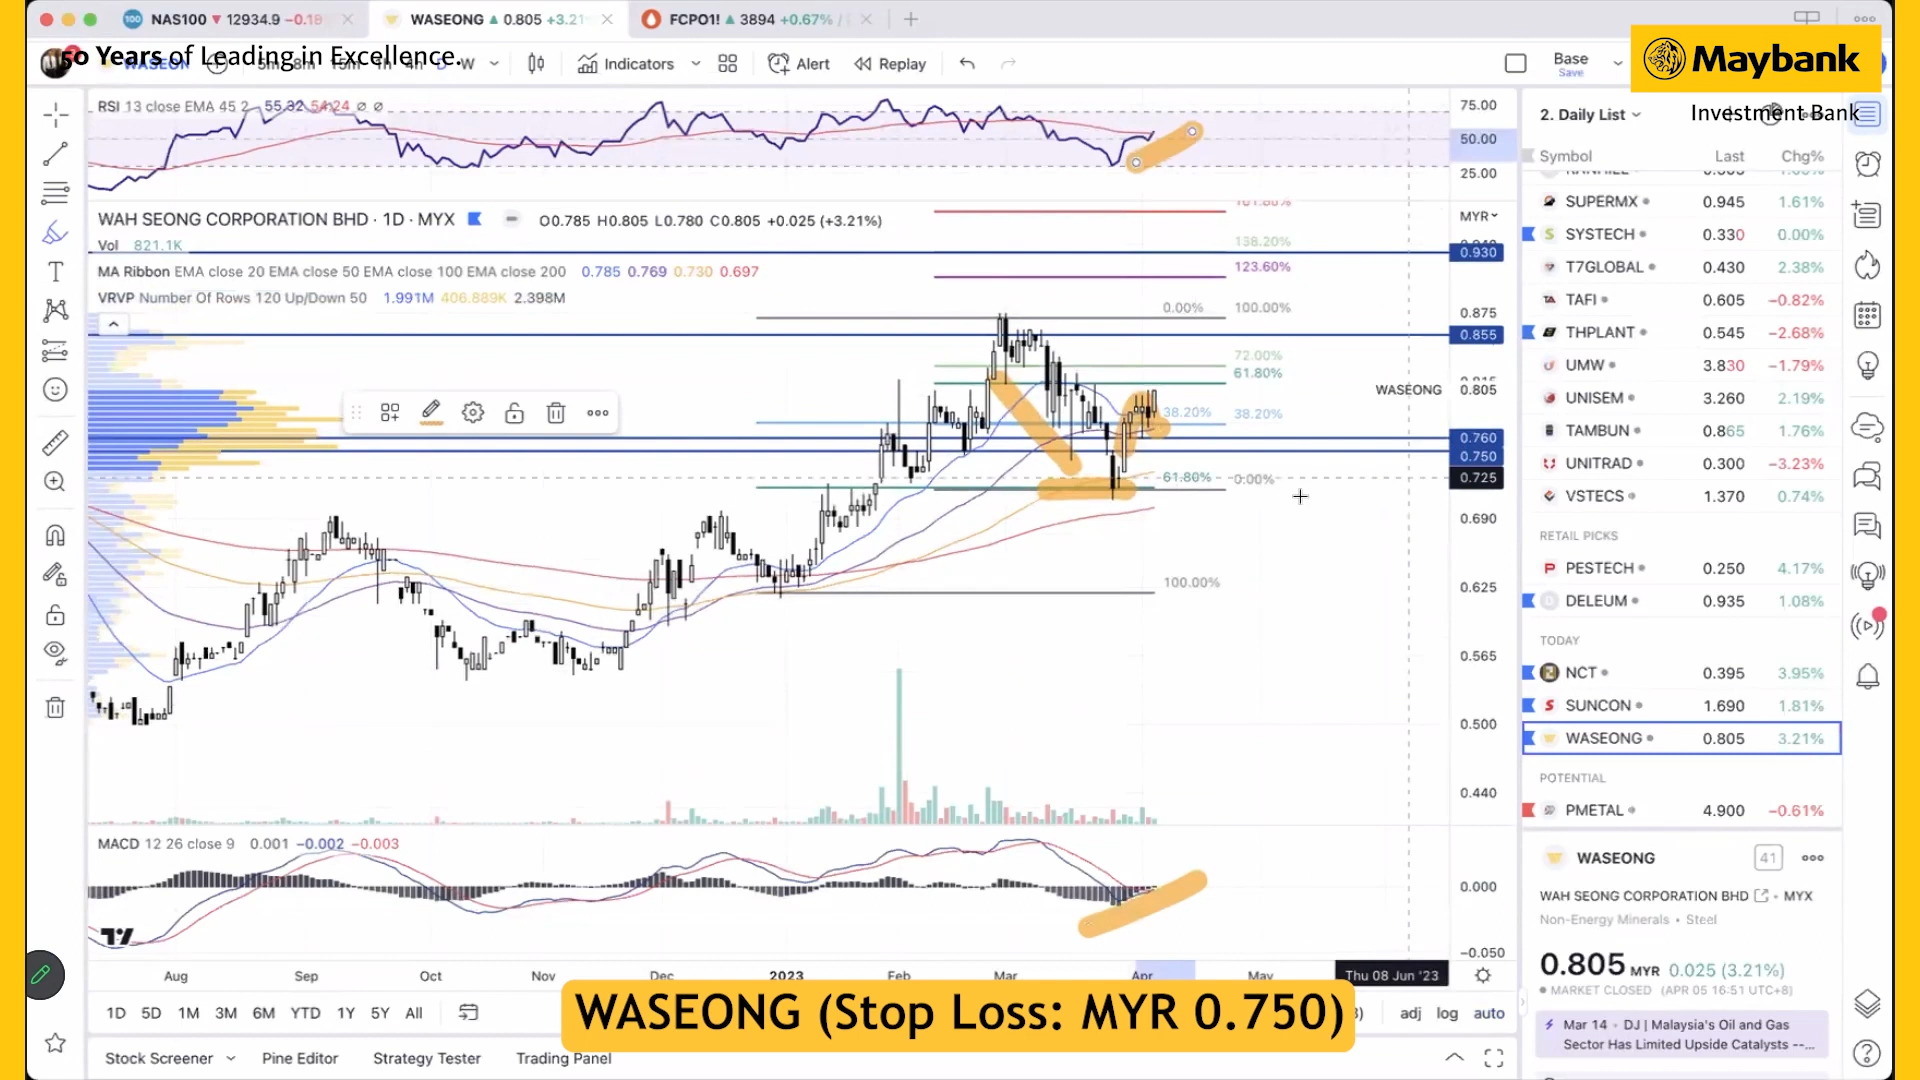 NAS100 ▼ 12934.9 −0.18
WASEONG ▲ 0.805 +3.21
FCPO1! ▲ 3894 +0.67% /
50 Years of Leading in Excellence.
W
Indicators
Alert
Replay
Base
Save
Maybank
Investment Bank
RSI 13 close EMA 45 2 55.32 54.24 ∅ ∅
75.00
50.00
25.00
WAH SEONG CORPORATION BHD · 1D · MYX
O0.785 H0.805 L0.780 C0.805 +0.025 (+3.21%)
Vol 821.1K
MA Ribbon EMA close 20 EMA close 50 EMA close 100 EMA close 200 0.785 0.769 0.730 0.697
VRVP Number Of Rows 120 Up/Down 50 1.991M 406.889K 2.398M
MYR
138.20%
123.60%
0.00%
100.00%
72.00%
61.80%
38.20%
38.20%
61.80%
0.00%
100.00%
WASEONG
0.930
0.875
0.855
0.805
0.760
0.750
0.725
0.690
0.625
0.565
0.500
0.440
MACD 12 26 close 9 0.001 −0.002 −0.003
0.000
−0.050
Aug
Sep
Oct
Nov
Dec
2023
Feb
Mar
Apr
May
Thu 08 Jun '23
1D 5D 1M 3M 6M YTD 1Y 5Y All
adj log auto
WASEONG (Stop Loss: MYR 0.750)
Stock Screener
Pine Editor
Strategy Tester
Trading Panel
2. Daily List
Symbol Last Chg%
SUPERMX 0.945 1.61%
SYSTECH 0.330 0.00%
T7GLOBAL 0.430 2.38%
TAFI 0.605 −0.82%
THPLANT 0.545 −2.68%
UMW 3.830 −1.79%
UNISEM 3.260 2.19%
TAMBUN 0.865 1.76%
UNITRAD 0.300 −3.23%
VSTECS 1.370 0.74%
RETAIL PICKS
PESTECH 0.250 4.17%
DELEUM 0.935 1.08%
TODAY
NCT 0.395 3.95%
SUNCON 1.690 1.81%
WASEONG 0.805 3.21%
POTENTIAL
PMETAL 4.900 −0.61%
WASEONG
41
WAH SEONG CORPORATION BHD · MYX
Non-Energy Minerals • Steel
0.805 MYR 0.025 (3.21%)
MARKET CLOSED (APR 05 16:51 UTC+8)
Mar 14 · DJ | Malaysia's Oil and Gas
Sector Has Limited Upside Catalysts --...